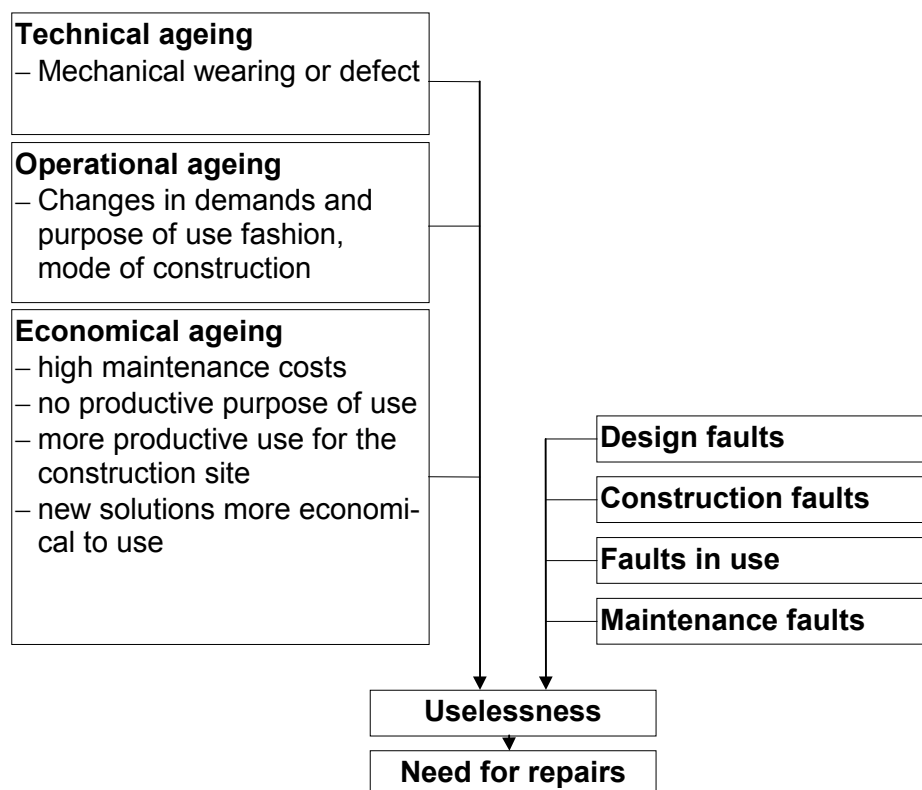 Technical ageing
– Mechanical wearing or defect
Operational ageing
– Changes in demands and
purpose of use fashion,
mode of construction
Economical ageing
– high maintenance costs
– no productive purpose of use
– more productive use for the
construction site
– new solutions more economi-
cal to use
Design faults
Construction faults
Faults in use
Maintenance faults
Uselessness
Need for repairs